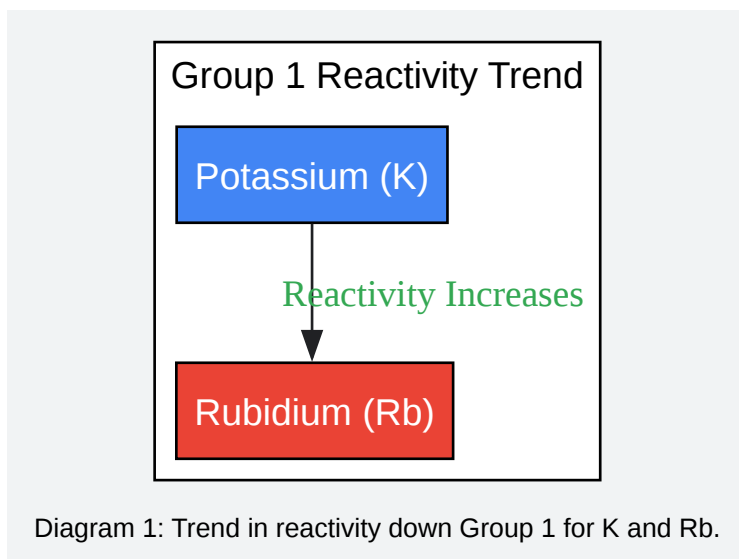 Group 1 Reactivity Trend
Potassium (K)
Reactivity Increases
Rubidium (Rb)
Diagram 1: Trend in reactivity down Group 1 for K and Rb.